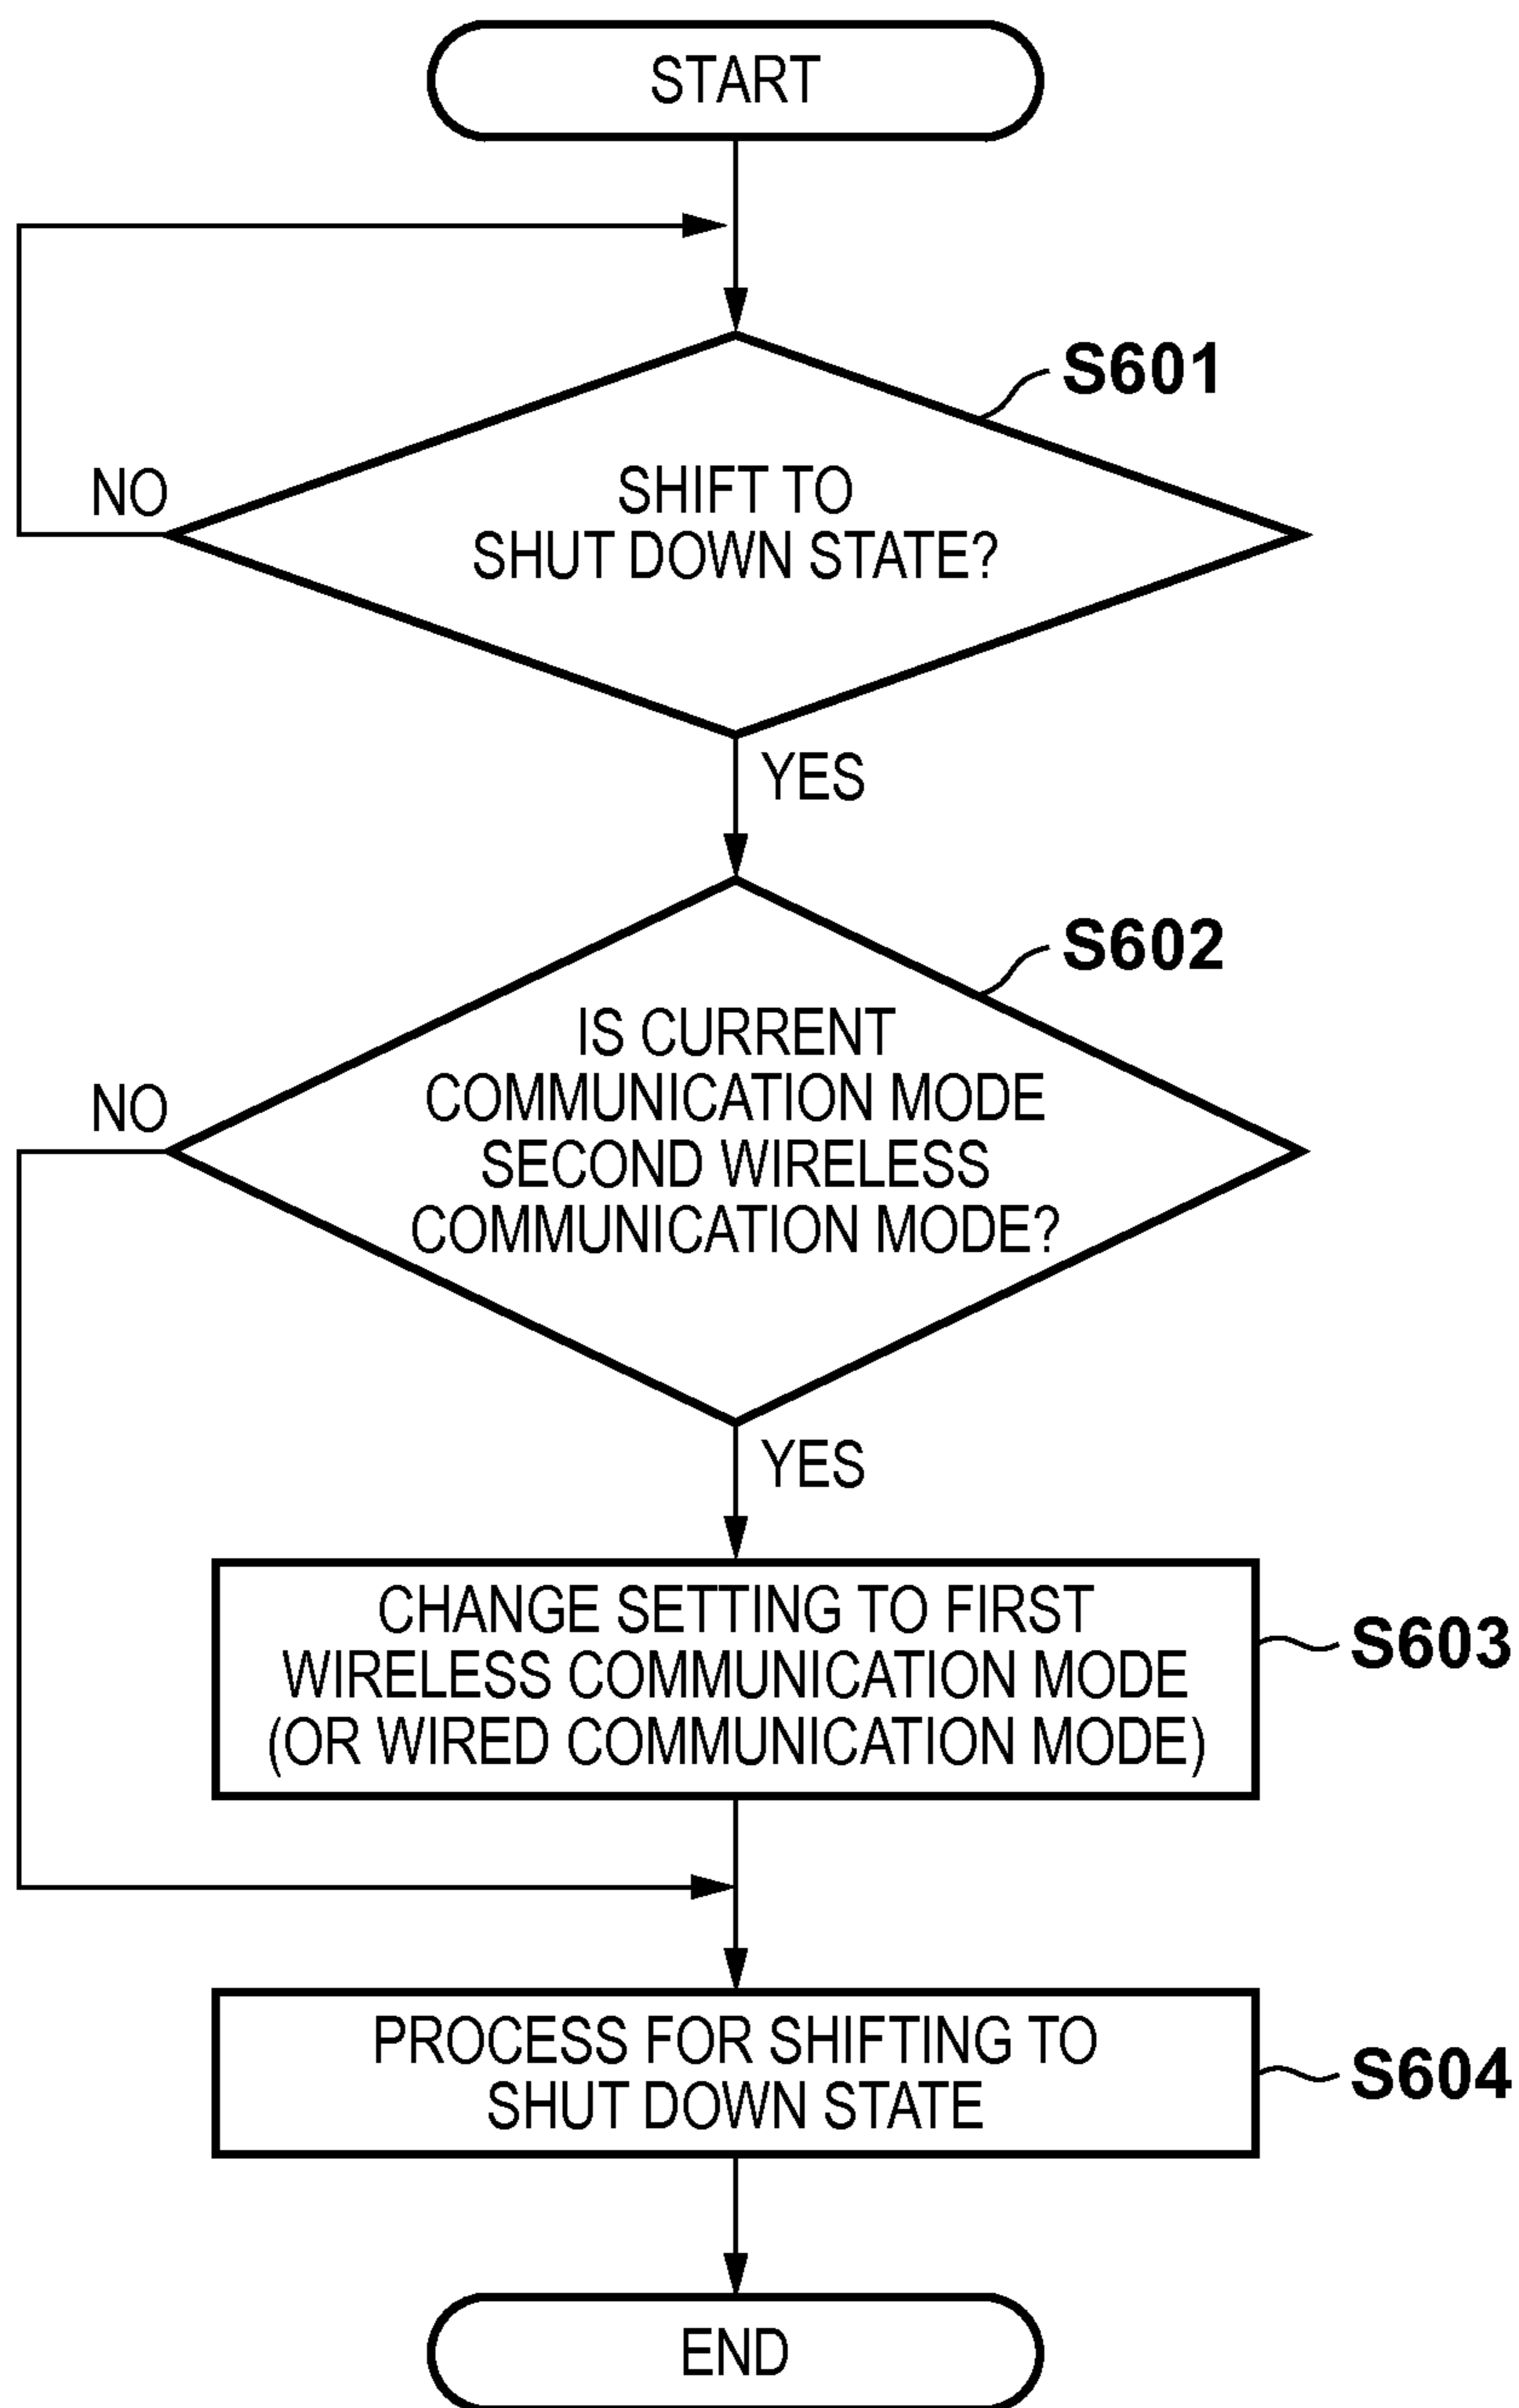 START
S601
SHIFT TO
SHUT DOWN STATE?
NO
YES
S602
IS CURRENT
COMMUNICATION MODE
SECOND WIRELESS
COMMUNICATION MODE?
NO
YES
CHANGE SETTING TO FIRST
WIRELESS COMMUNICATION MODE
(OR WIRED COMMUNICATION MODE)
S603
PROCESS FOR SHIFTING TO
SHUT DOWN STATE
S604
END